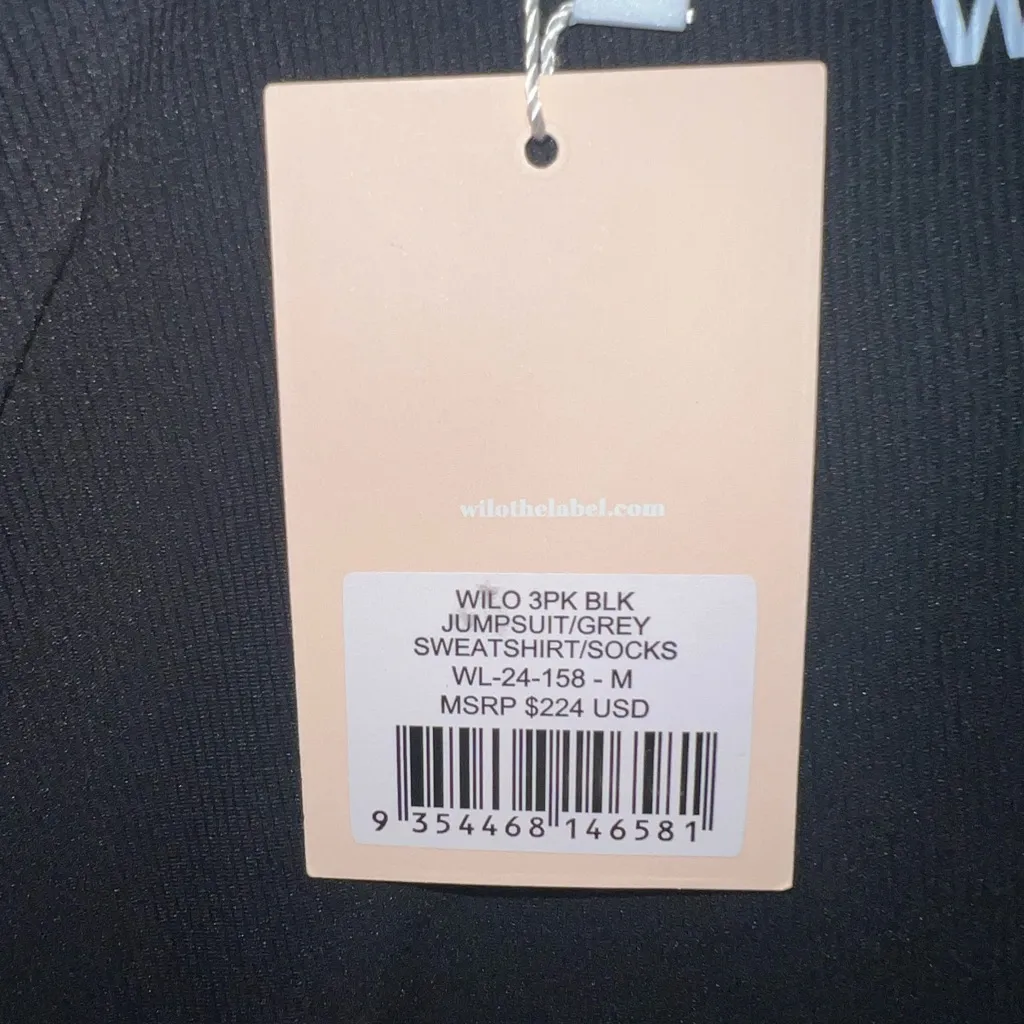 W
wilothelabel.com
WILO 3PK BLK
JUMPSUIT/GREY
SWEATSHIRT/SOCKS
WL-24-158 - M
MSRP $224 USD
9 354468 146581